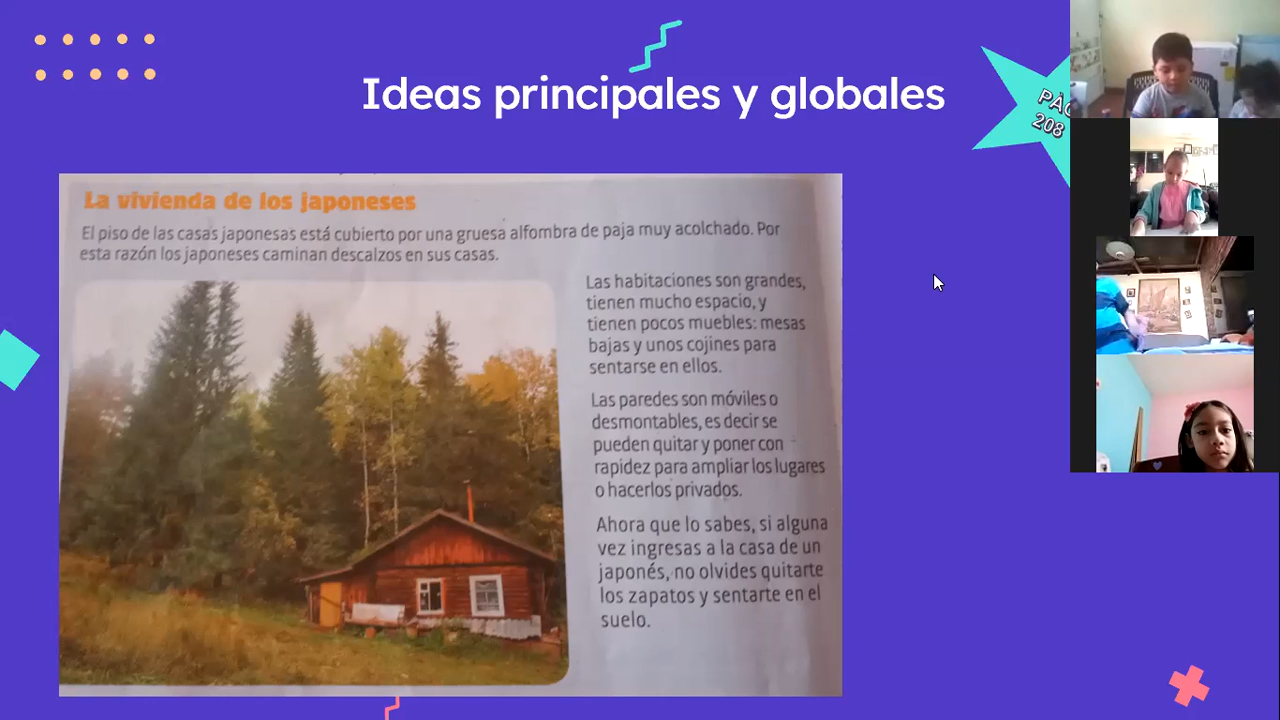 Ideas principales y globales
208
La vivienda de los japoneses
El piso de las casas japonesas está cubierto por una gruesa alfombra de paja muy acolchado. Por
esta razón los japoneses caminan descalzos en sus casas.
Las habitaciones son grandes,
tienen mucho espacio, y
tienen pocos muebles: mesas
bajas y unos cojines para
sentarse en ellos.
Las paredes son móviles o
desmontables, es decir se
pueden quitar y poner con
rapidez para ampliar los lugares
o hacerlos privados.
Ahora que lo sabes, si alguna
vez ingresas a la casa de un
japonés, no olvides quitarte
los zapatos y sentarte en el
suelo.